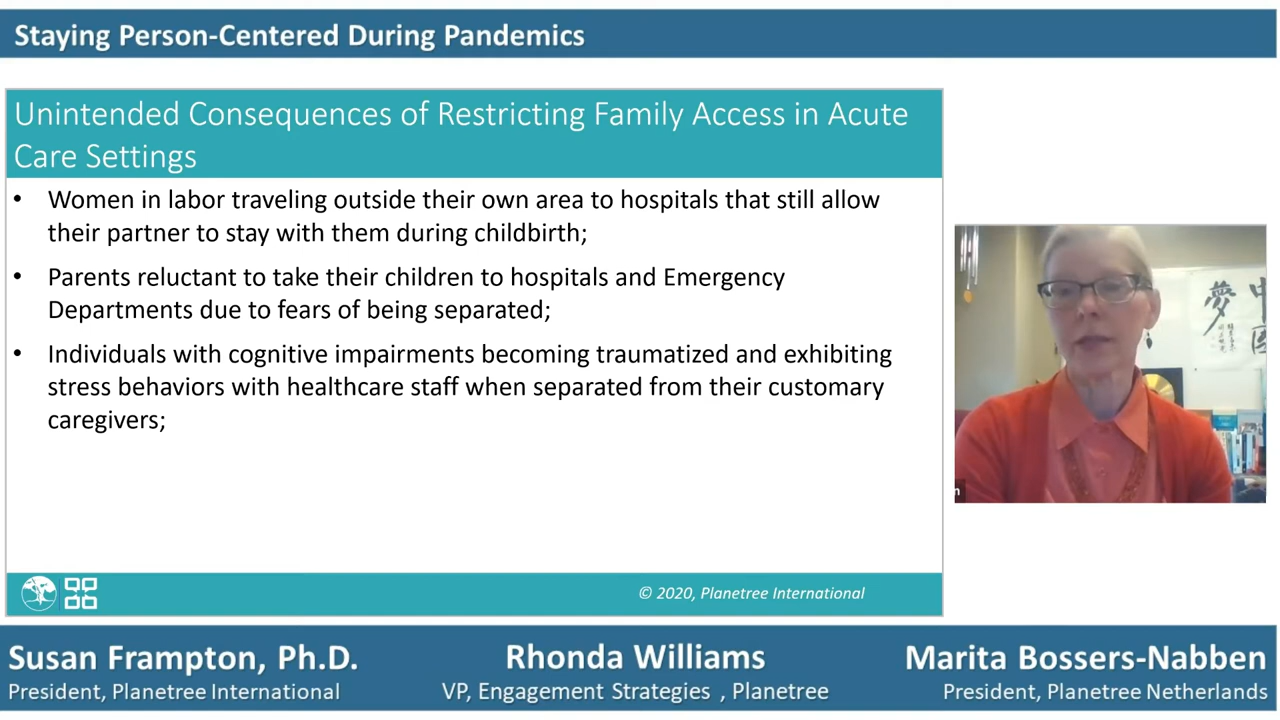 Staying Person-Centered During Pandemics
Unintended Consequences of Restricting Family Access in Acute
Care Settings
• Women in labor traveling outside their own area to hospitals that still allow
their partner to stay with them during childbirth;
• Parents reluctant to take their children to hospitals and Emergency
Departments due to fears of being separated;
• Individuals with cognitive impairments becoming traumatized and exhibiting
stress behaviors with healthcare staff when separated from their customary
caregivers;
夢
n
© 2020, Planetree International
Susan Frampton, Ph.D.
President, Planetree International
Rhonda Williams
VP, Engagement Strategies , Planetree
Marita Bossers-Nabben
President, Planetree Netherlands